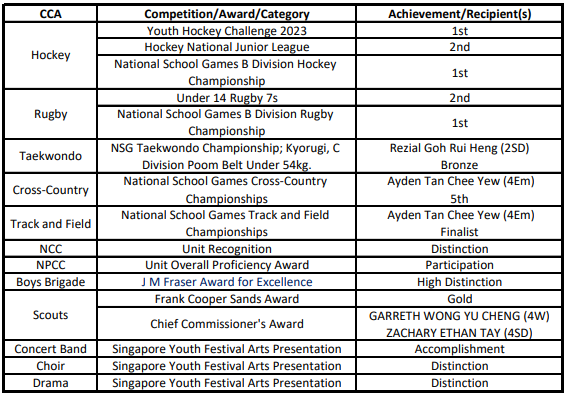 CCA Competition/Award/Category Achievement/Recipient(s)
Hockey
Youth Hockey Challenge 2023 1st
Hockey National Junior League 2nd
National School Games B Division Hockey
Championship
1st
Rugby
Under 14 Rugby 7s 2nd
National School Games B Division Rugby
Championship
1st
Taekwondo
NSG Taekwondo Championship; Kyorugi, C
Division Poom Belt Under 54kg.
Rezial Goh Rui Heng (2SD)
Bronze
Cross-Country
National School Games Cross-Country
Championships
Ayden Tan Chee Yew (4Em)
5th
Track and Field
National School Games Track and Field
Championships
Ayden Tan Chee Yew (4Em)
Finalist
NCC Unit Recognition Distinction
NPCC Unit Overall Proficiency Award Participation
Boys Brigade J M Fraser Award for Excellence High Distinction
Scouts
Frank Cooper Sands Award Gold
Chief Commissioner's Award
GARRETH WONG YU CHENG (4W)
ZACHARY ETHAN TAY (4SD)
Concert Band Singapore Youth Festival Arts Presentation Accomplishment
Choir Singapore Youth Festival Arts Presentation Distinction
Drama Singapore Youth Festival Arts Presentation Distinction